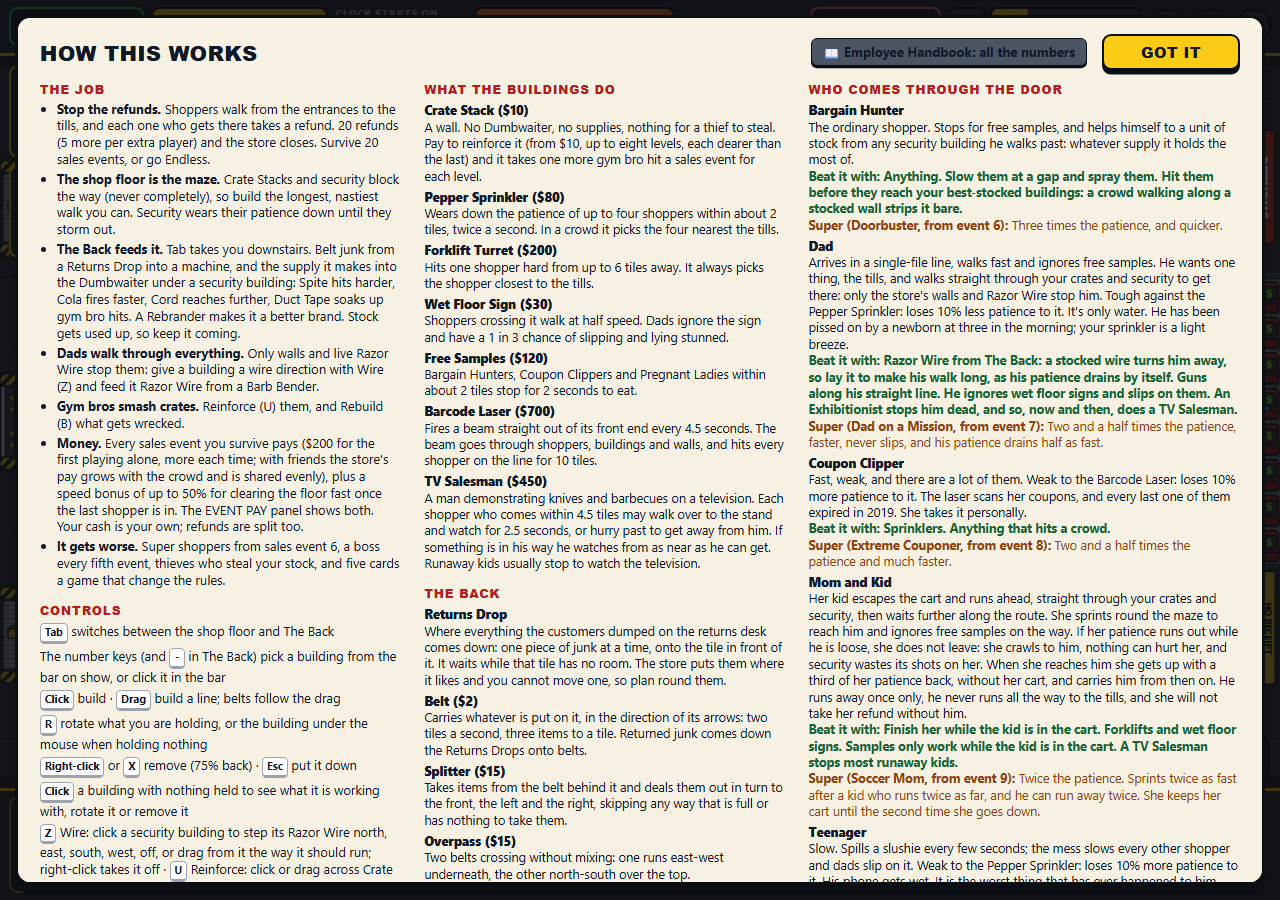 HOW THIS WORKS
Employee Handbook: all the numbers
GOT IT
THE JOB
Stop the refunds. Shoppers walk from the entrances to the
tills, and each one who gets there takes a refund. 20 refunds
(5 more per extra player) and the store closes. Survive 20
sales events, or go Endless.
The shop floor is the maze. Crate Stacks and security block
the way (never completely), so build the longest, nastiest
walk you can. Security wears their patience down until they
storm out.
The Back feeds it. Tab takes you downstairs. Belt junk from
a Returns Drop into a machine, and the supply it makes into
the Dumbwaiter under a security building: Spite hits harder,
Cola fires faster, Cord reaches further, Duct Tape soaks up
gym bro hits. A Rebrander makes it a better brand. Stock
gets used up, so keep it coming.
Dads walk through everything. Only walls and live Razor
Wire stop them: give a building a wire direction with Wire
(Z) and feed it Razor Wire from a Barb Bender.
Gym bros smash crates. Reinforce (U) them, and Rebuild
(B) what gets wrecked.
Money. Every sales event you survive pays ($200 for the
first playing alone, more each time; with friends the store's
pay grows with the crowd and is shared evenly), plus a
speed bonus of up to 50% for clearing the floor fast once
the last shopper is in. The EVENT PAY panel shows both.
Your cash is your own; refunds are split too.
It gets worse. Super shoppers from sales event 6, a boss
every fifth event, thieves who steal your stock, and five cards
a game that change the rules.
CONTROLS
Tab switches between the shop floor and The Back
The number keys (and - in The Back) pick a building from the
bar on show, or click it in the bar
Click build · Drag build a line; belts follow the drag
R rotate what you are holding, or the building under the
mouse when holding nothing
Right-click or X remove (75% back) · Esc put it down
Click a building with nothing held to see what it is working
with, rotate it or remove it
Z Wire: click a security building to step its Razor Wire north,
east, south, west, off, or drag from it the way it should run;
right-click takes it off · U Reinforce: click or drag across Crate
WHAT THE BUILDINGS DO
Crate Stack ($10)
A wall. No Dumbwaiter, no supplies, nothing for a thief to steal.
Pay to reinforce it (from $10, up to eight levels, each dearer than
the last) and it takes one more gym bro hit a sales event for
each level.
Pepper Sprinkler ($80)
Wears down the patience of up to four shoppers within about 2
tiles, twice a second. In a crowd it picks the four nearest the tills.
Forklift Turret ($200)
Hits one shopper hard from up to 6 tiles away. It always picks
the shopper closest to the tills.
Wet Floor Sign ($30)
Shoppers crossing it walk at half speed. Dads ignore the sign
and have a 1 in 3 chance of slipping and lying stunned.
Free Samples ($120)
Bargain Hunters, Coupon Clippers and Pregnant Ladies within
about 2 tiles stop for 2 seconds to eat.
Barcode Laser ($700)
Fires a beam straight out of its front end every 4.5 seconds. The
beam goes through shoppers, buildings and walls, and hits every
shopper on the line for 10 tiles.
TV Salesman ($450)
A man demonstrating knives and barbecues on a television. Each
shopper who comes within 4.5 tiles may walk over to the stand
and watch for 2.5 seconds, or hurry past to get away from him. If
something is in his way he watches from as near as he can get.
Runaway kids usually stop to watch the television.
THE BACK
Returns Drop
Where everything the customers dumped on the returns desk
comes down: one piece of junk at a time, onto the tile in front of
it. It waits while that tile has no room. The store puts them where
it likes and you cannot move one, so plan round them.
Belt ($2)
Carries whatever is put on it, in the direction of its arrows: two
tiles a second, three items to a tile. Returned junk comes down
the Returns Drops onto belts.
Splitter ($15)
Takes items from the belt behind it and deals them out in turn to
the front, the left and the right, skipping any way that is full or
has nothing to take them.
Overpass ($15)
Two belts crossing without mixing: one runs east-west
underneath, the other north-south over the top.
WHO COMES THROUGH THE DOOR
Bargain Hunter
The ordinary shopper. Stops for free samples, and helps himself to a unit of
stock from any security building he walks past: whatever supply it holds the
most of.
Beat it with: Anything. Slow them at a gap and spray them. Hit them
before they reach your best-stocked buildings: a crowd walking along a
stocked wall strips it bare.
Super (Doorbuster, from event 6): Three times the patience, and quicker.
Dad
Arrives in a single-file line, walks fast and ignores free samples. He wants one
thing, the tills, and walks straight through your crates and security to get
there: only the store's walls and Razor Wire stop him. Tough against the
Pepper Sprinkler: loses 10% less patience to it. It's only water. He has been
pissed on by a newborn at three in the morning; your sprinkler is a light
breeze.
Beat it with: Razor Wire from The Back: a stocked wire turns him away,
so lay it to make his walk long, as his patience drains by itself. Guns
along his straight line. He ignores wet floor signs and slips on them. An
Exhibitionist stops him dead, and so, now and then, does a TV Salesman.
Super (Dad on a Mission, from event 7): Two and a half times the patience,
faster, never slips, and his patience drains half as fast.
Coupon Clipper
Fast, weak, and there are a lot of them. Weak to the Barcode Laser: loses 10%
more patience to it. The laser scans her coupons, and every last one of them
expired in 2019. She takes it personally.
Beat it with: Sprinklers. Anything that hits a crowd.
Super (Extreme Couponer, from event 8): Two and a half times the
patience and much faster.
Mom and Kid
Her kid escapes the cart and runs ahead, straight through your crates and
security, then waits further along the route. She sprints round the maze to
reach him and ignores free samples on the way. If her patience runs out while
he is loose, she does not leave: she crawls to him, nothing can hurt her, and
security wastes its shots on her. When she reaches him she gets up with a
third of her patience back, without her cart, and carries him from then on. He
runs away once only, he never runs all the way to the tills, and she will not
take her refund without him.
Beat it with: Finish her while the kid is in the cart. Forklifts and wet floor
signs. Samples only work while the kid is in the cart. A TV Salesman
stops most runaway kids.
Super (Soccer Mom, from event 9): Twice the patience. Sprints twice as fast
after a kid who runs twice as far, and he can run away twice. She keeps her
cart until the second time she goes down.
Teenager
Slow. Spills a slushie every few seconds; the mess slows every other shopper
and dads slip on it. Weak to the Pepper Sprinkler: loses 10% more patience to
it. His phone gets wet. It is the worst thing that has ever happened to him.